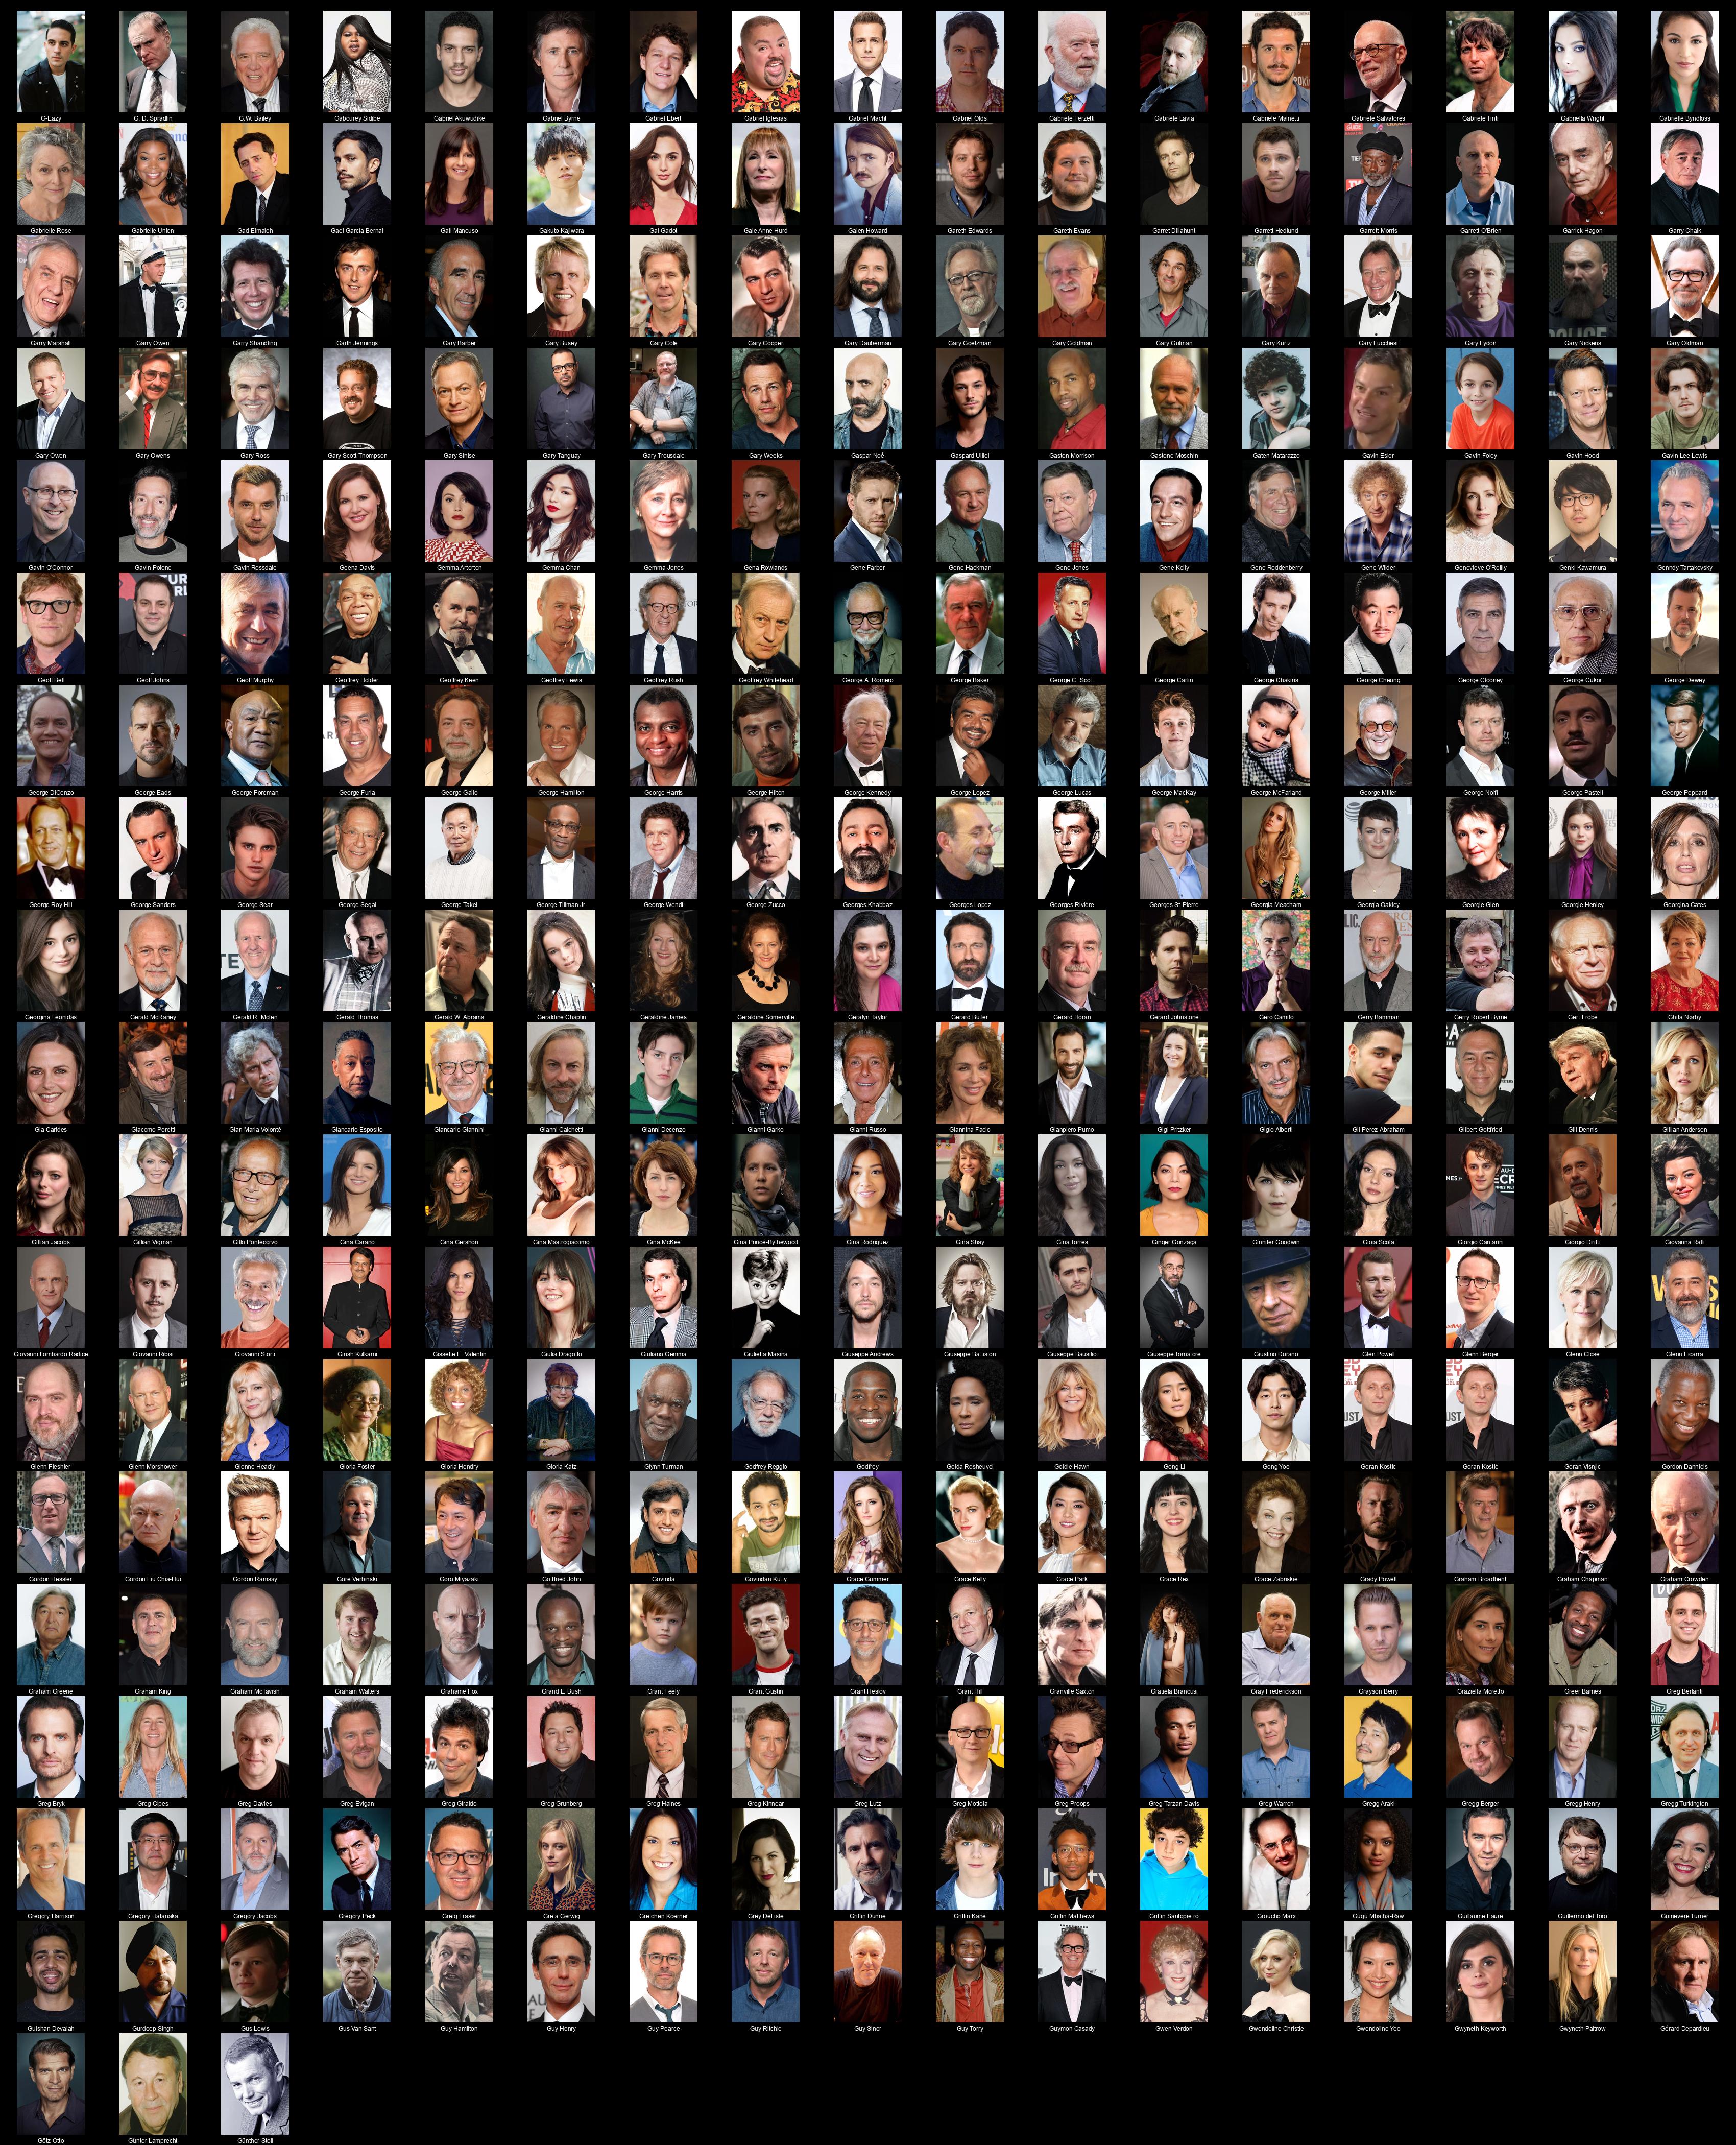 G-Eazy
G. D. Spradlin
G.W. Bailey
Gabourey Sidibe
Gabriel Akuwudike
Gabriel Byrne
Gabriel Ebert
Gabriel Iglesias
Gabriel Macht
Gabriel Olds
Gabriele Ferzetti
Gabriele Lavia
Gabriele Mainetti
Gabriele Salvatores
Gabriele Tinti
Gabriella Wright
Gabrielle Byndloss
Gabrielle Rose
Gabrielle Union
Gad Elmaleh
Gael García Bernal
Gail Mancuso
Gakuto Kajiwara
Gal Gadot
Gale Anne Hurd
Galen Howard
Gareth Edwards
Gareth Evans
Garret Dillahunt
Garrett Hedlund
Garrett Morris
Garrett O'Brien
Garrick Hagon
Garry Chalk
Garry Marshall
Garry Owen
Garry Shandling
Garth Jennings
Gary Barber
Gary Busey
Gary Cole
Gary Cooper
Gary Dauberman
Gary Goetzman
Gary Goldman
Gary Gulman
Gary Kurtz
Gary Lucchesi
Gary Lydon
Gary Nickens
Gary Oldman
Gary Owen
Gary Owens
Gary Ross
Gary Scott Thompson
Gary Sinise
Gary Tanguay
Gary Trousdale
Gary Weeks
Gaspar Noé
Gaspard Ulliel
Gaston Morrison
Gastone Moschin
Gaten Matarazzo
Gavin Esler
Gavin Foley
Gavin Hood
Gavin Lee Lewis
Gavin O'Connor
Gavin Polone
Gavin Rossdale
Geena Davis
Gemma Arterton
Gemma Chan
Gemma Jones
Gena Rowlands
Gene Farber
Gene Hackman
Gene Jones
Gene Kelly
Gene Roddenberry
Gene Wilder
Genevieve O'Reilly
Genki Kawamura
Genndy Tartakovsky
Geoff Bell
Geoff Johns
Geoff Murphy
Geoffrey Holder
Geoffrey Keen
Geoffrey Lewis
Geoffrey Rush
Geoffrey Whitehead
George A. Romero
George Baker
George C. Scott
George Carlin
George Chakiris
George Cheung
George Clooney
George Cukor
George Dewey
George DiCenzo
George Eads
George Foreman
George Furla
George Gallo
George Hamilton
George Harris
George Hilton
George Kennedy
George Lopez
George Lucas
George MacKay
George McFarland
George Miller
George Nolfi
George Pastell
George Peppard
George Roy Hill
George Sanders
George Sear
George Segal
George Takei
George Tillman Jr.
George Wendt
George Zucco
Georges Khabbaz
Georges Lopez
Georges Rivière
Georges St-Pierre
Georgia Meacham
Georgia Oakley
Georgie Glen
Georgie Henley
Georgina Cates
Georgina Leonidas
Gerald McRaney
Gerald R. Molen
Gerald Thomas
Gerald W. Abrams
Geraldine Chaplin
Geraldine James
Geraldine Somerville
Geralyn Taylor
Gerard Butler
Gerard Horan
Gerard Johnstone
Gero Camilo
Gerry Bamman
Gerry Robert Byrne
Gert Fröbe
Ghita Nørby
Gia Carides
Giacomo Poretti
Gian Maria Volonté
Giancarlo Esposito
Giancarlo Giannini
Gianni Calchetti
Gianni Decenzo
Gianni Garko
Gianni Russo
Giannina Facio
Gianpiero Pumo
Gigi Pritzker
Gigio Alberti
Gil Perez-Abraham
Gilbert Gottfried
Gill Dennis
Gillian Anderson
Gillian Jacobs
Gillian Vigman
Gillo Pontecorvo
Gina Carano
Gina Gershon
Gina Mastrogiacomo
Gina McKee
Gina Prince-Bythewood
Gina Rodriguez
Gina Shay
Gina Torres
Ginger Gonzaga
Ginnifer Goodwin
Gioia Scola
Giorgio Cantarini
Giorgio Diritti
Giovanna Ralli
Giovanni Lombardo Radice
Giovanni Ribisi
Giovanni Storti
Girish Kulkarni
Gissette E. Valentin
Giulia Dragotto
Giuliano Gemma
Giulietta Masina
Giuseppe Andrews
Giuseppe Battiston
Giuseppe Bausilio
Giuseppe Tornatore
Giustino Durano
Glen Powell
Glenn Berger
Glenn Close
Glenn Ficarra
Glenn Fleshler
Glenn Morshower
Glenne Headly
Gloria Foster
Gloria Hendry
Gloria Katz
Glynn Turman
Godfrey Reggio
Godfrey
Golda Rosheuvel
Goldie Hawn
Gong Li
Gong Yoo
Goran Kostic
Goran Kostić
Goran Visnjic
Gordon Danniels
Gordon Hessler
Gordon Liu Chia-Hui
Gordon Ramsay
Gore Verbinski
Goro Miyazaki
Gottfried John
Govinda
Govindan Kutty
Grace Gummer
Grace Kelly
Grace Park
Grace Rex
Grace Zabriskie
Grady Powell
Graham Broadbent
Graham Chapman
Graham Crowden
Graham Greene
Graham King
Graham McTavish
Graham Walters
Grahame Fox
Grand L. Bush
Grant Feely
Grant Gustin
Grant Heslov
Grant Hill
Granville Saxton
Gratiela Brancusi
Gray Frederickson
Grayson Berry
Graziella Moretto
Greer Barnes
Greg Berlanti
Greg Bryk
Greg Cipes
Greg Davies
Greg Evigan
Greg Giraldo
Greg Grunberg
Greg Haines
Greg Kinnear
Greg Lutz
Greg Mottola
Greg Proops
Greg Tarzan Davis
Greg Warren
Gregg Araki
Gregg Berger
Gregg Henry
Gregg Turkington
Gregory Harrison
Gregory Hatanaka
Gregory Jacobs
Gregory Peck
Greig Fraser
Greta Gerwig
Gretchen Koerner
Grey DeLisle
Griffin Dunne
Griffin Kane
Griffin Matthews
Griffin Santopietro
Groucho Marx
Gugu Mbatha-Raw
Guillaume Faure
Guillermo del Toro
Guinevere Turner
Gulshan Devaiah
Gurdeep Singh
Gus Lewis
Gus Van Sant
Guy Hamilton
Guy Henry
Guy Pearce
Guy Ritchie
Guy Siner
Guy Torry
Guymon Casady
Gwen Verdon
Gwendoline Christie
Gwendoline Yeo
Gwyneth Keyworth
Gwyneth Paltrow
Gérard Depardieu
Götz Otto
Günter Lamprecht
Günther Stoll